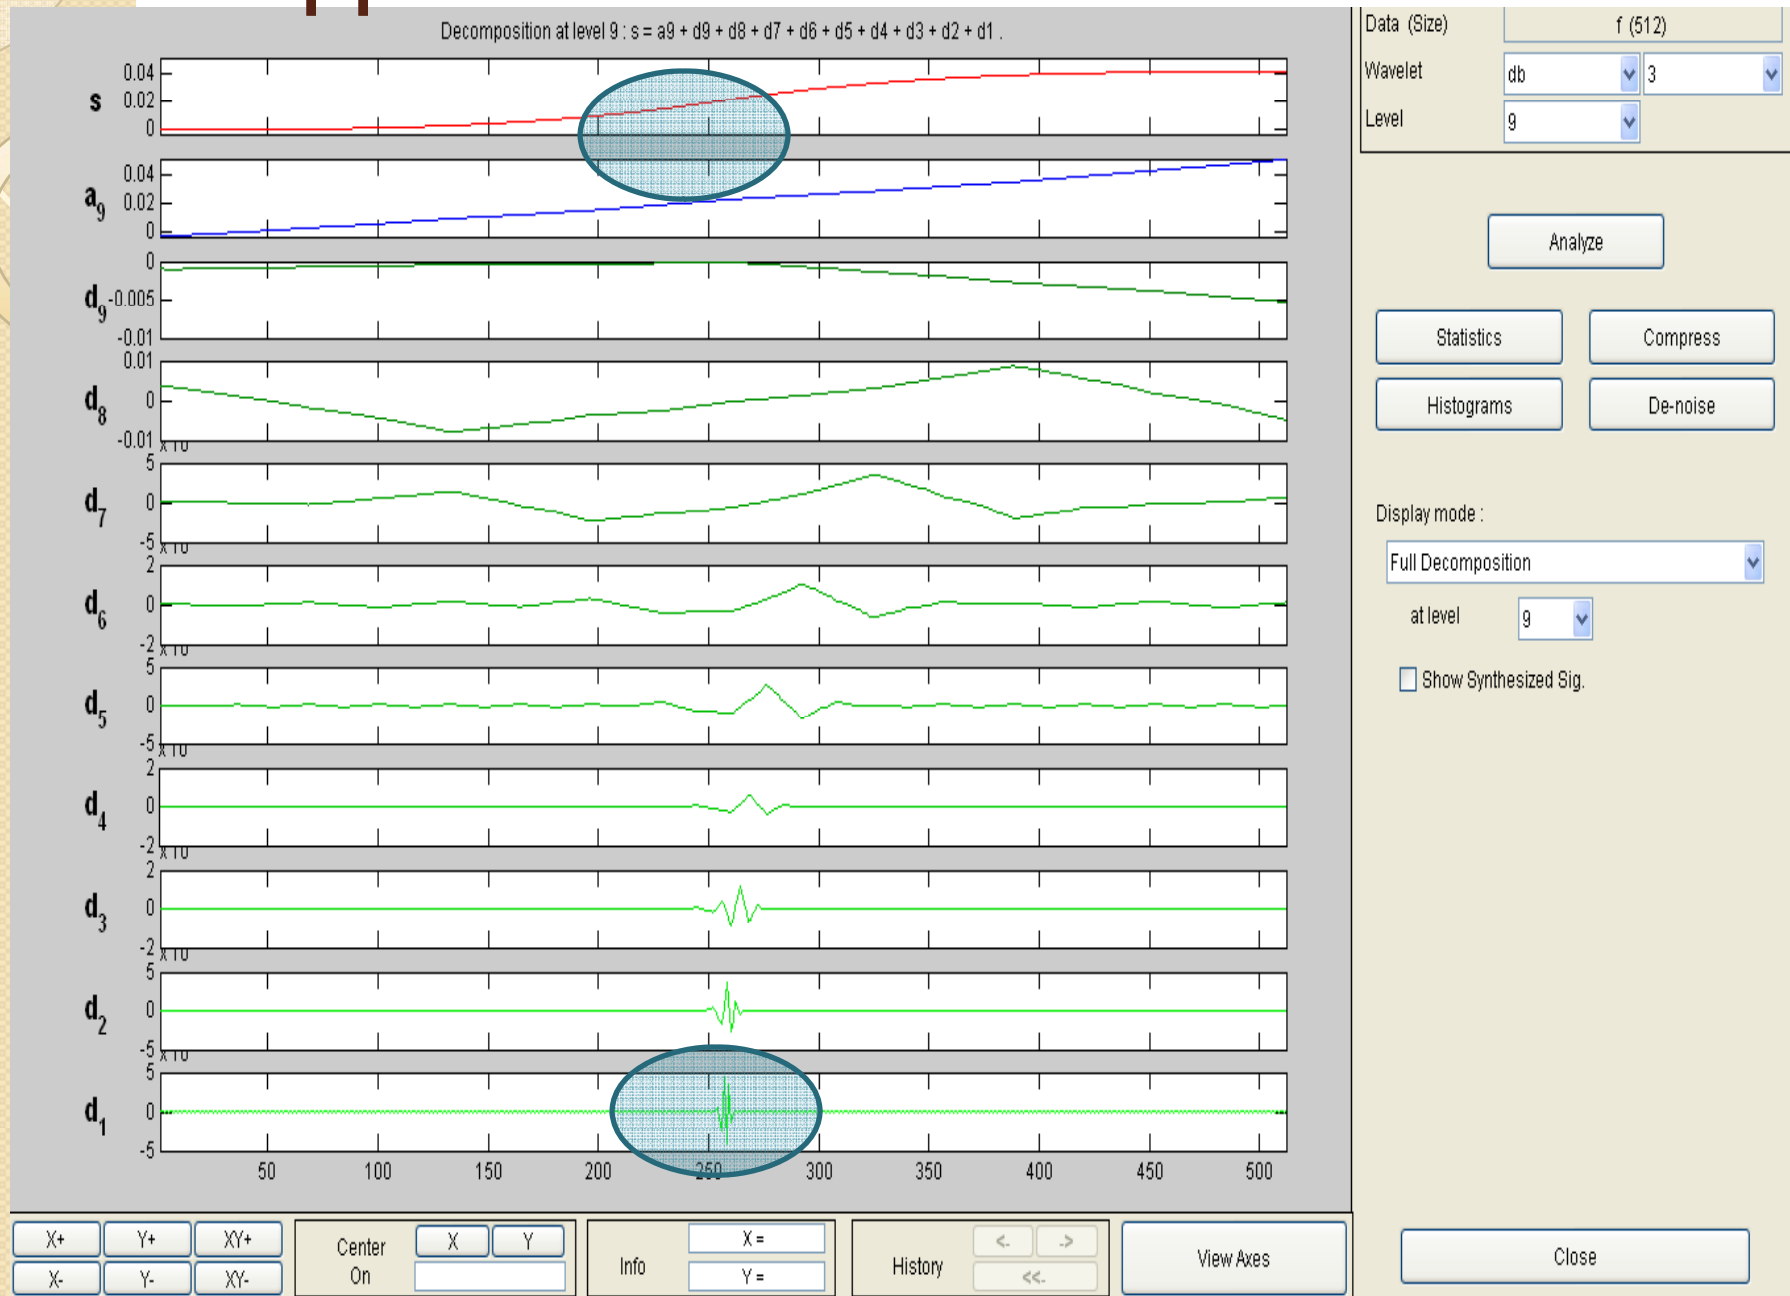 Decomposition at level 9 : s = a9 + d9 + d8 + d7 + d6 + d5 + d4 + d3 + d2 + d1 .
s
0.04
0.02
0
a9
0.04
0.02
0
d9
0
-0.005
-0.01
d8
0.01
0
-0.01
d7
5
0
-5
d6
2
0
-2
d5
5
0
-5
d4
2
0
-2
d3
2
0
-2
d2
5
0
-5
d1
5
0
-5
50 100 150 200 250 300 350 400 450 500
Data (Size) f (512)
Wavelet db 3
Level 9
Analyze
Statistics Compress
Histograms De-noise
Display mode :
Full Decomposition
at level 9
Show Synthesized Sig.
X+ Y+ XY+
X- Y- XY-
Center On
X Y
Info
X =
Y =
History
<- ->
<<-
View Axes
Close